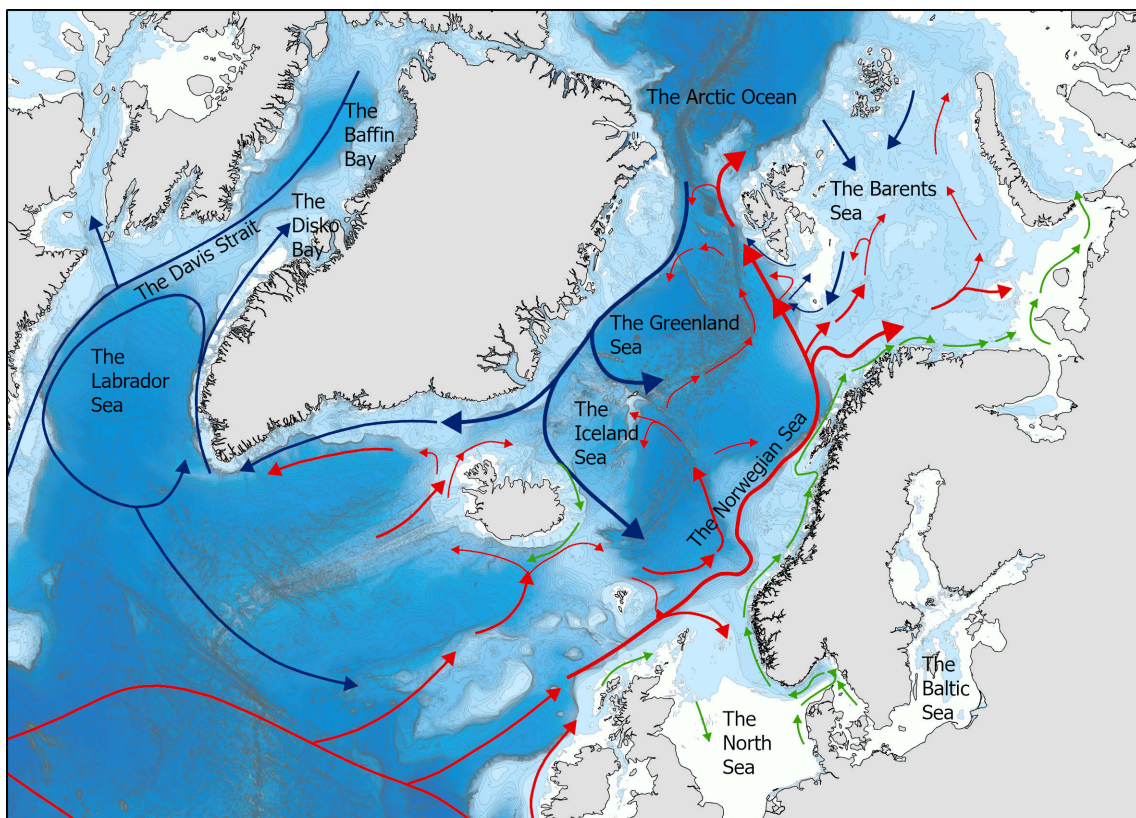 The Arctic Ocean
The
Baffin
Bay
The Barents
Sea
The
Disko
Bay
The Davis Strait
The Greenland
Sea
The
Labrador
Sea
The
Iceland
Sea
The Norwegian Sea
The
Baltic
Sea
The
North
Sea